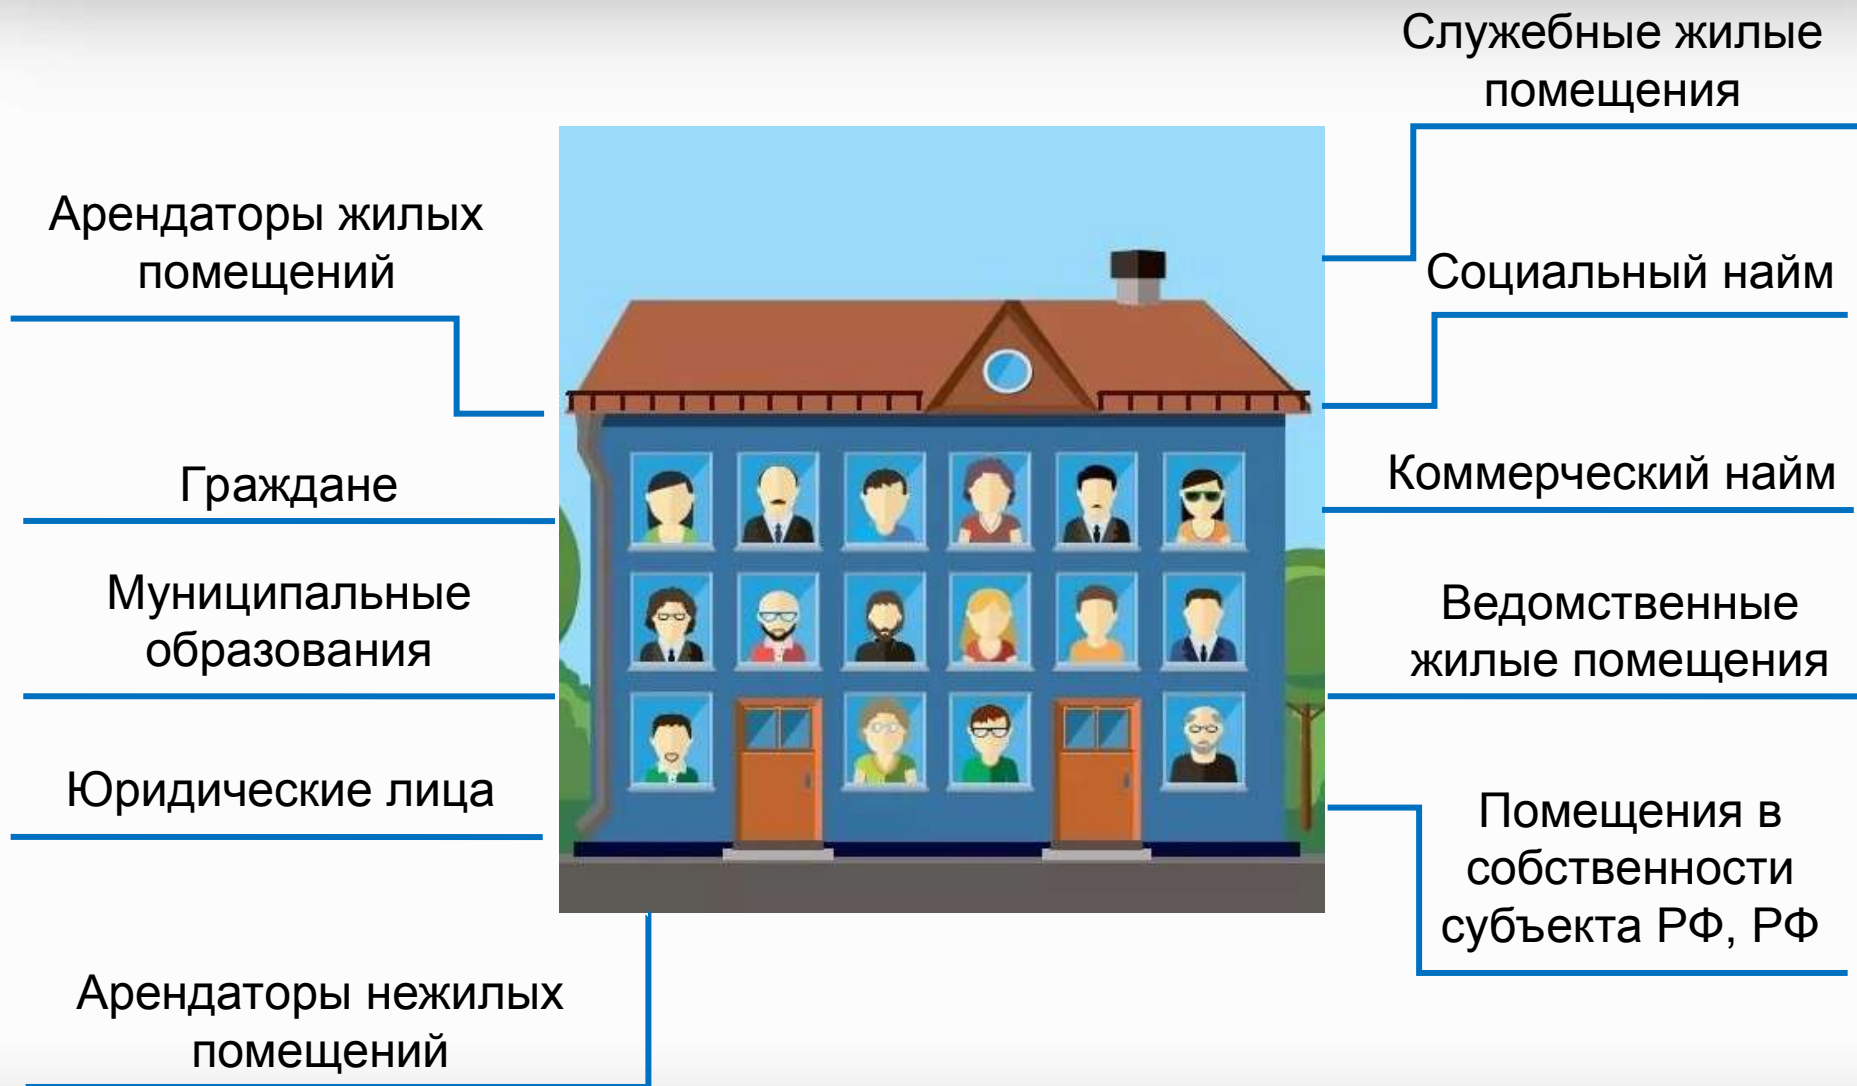 Арендаторы жилых
помещений
Граждане
Муниципальные
образования
Юридические лица
Арендаторы нежилых
помещений
Служебные жилые
помещения
Социальный найм
Коммерческий найм
Ведомственные
жилые помещения
Помещения в
собственности
субъекта РФ, РФ